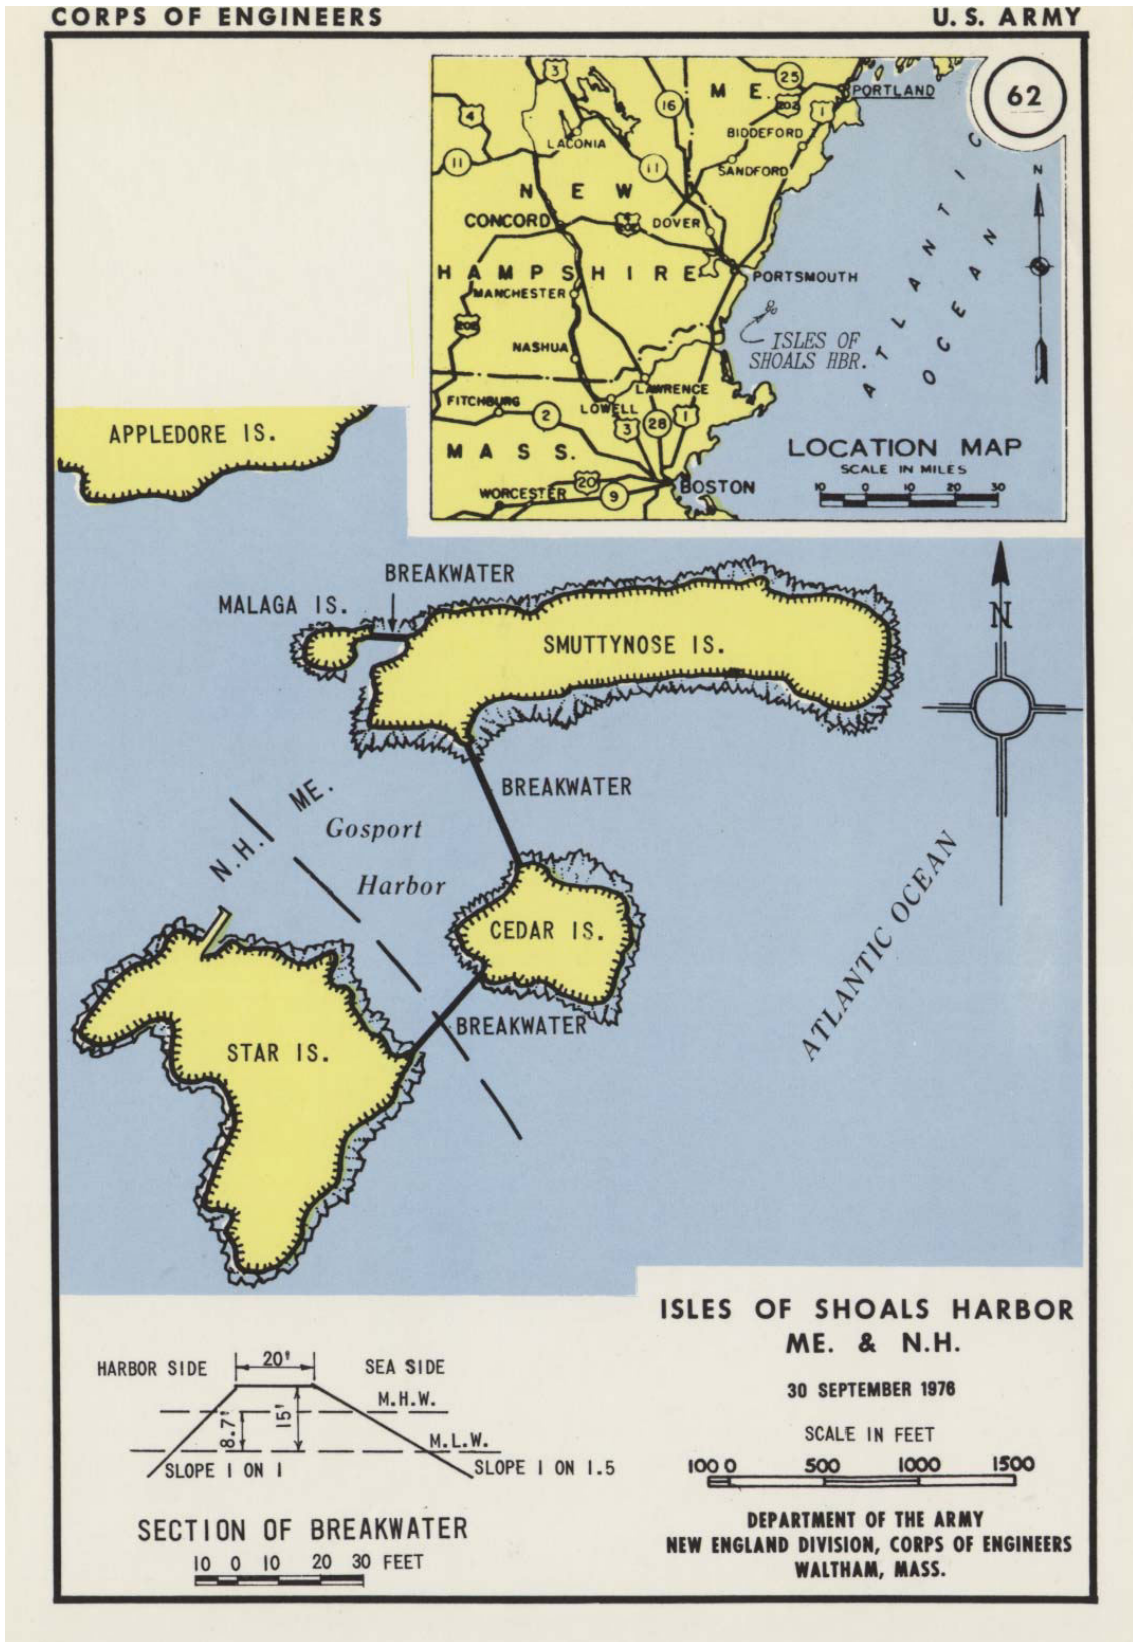 CORPS OF ENGINEERS
U. S. ARMY
62
3
4
11
LACONIA
16
11
M E.
25
202
1
PORTLAND
BIDDEFORD
SANDFORD
N E W
CONCORD
DOVER
HAMPSHIRE
PORTSMOUTH
MANCHESTER
202
NASHUA
ISLES OF
SHOALS HBR.
ATLANTIC
OCEAN
N
LAWRENCE
FITCHBURG
2
LOWELL
3
28
1
MASS.
20
WORCESTER
9
BOSTON
LOCATION MAP
SCALE IN MILES
10 0 10 20 30
APPLEDORE IS.
BREAKWATER
MALAGA IS.
SMUTTYNOSE IS.
N
BREAKWATER
ME.
N.H.
Gosport
Harbor
CEDAR IS.
ATLANTIC OCEAN
BREAKWATER
STAR IS.
ISLES OF SHOALS HARBOR
ME. & N.H.
30 SEPTEMBER 1976
SCALE IN FEET
100 0 500 1000 1500
DEPARTMENT OF THE ARMY
NEW ENGLAND DIVISION, CORPS OF ENGINEERS
WALTHAM, MASS.
HARBOR SIDE
20'
SEA SIDE
M.H.W.
8.7'
15'
M.L.W.
SLOPE 1 ON 1
SLOPE 1 ON 1.5
SECTION OF BREAKWATER
10 0 10 20 30 FEET